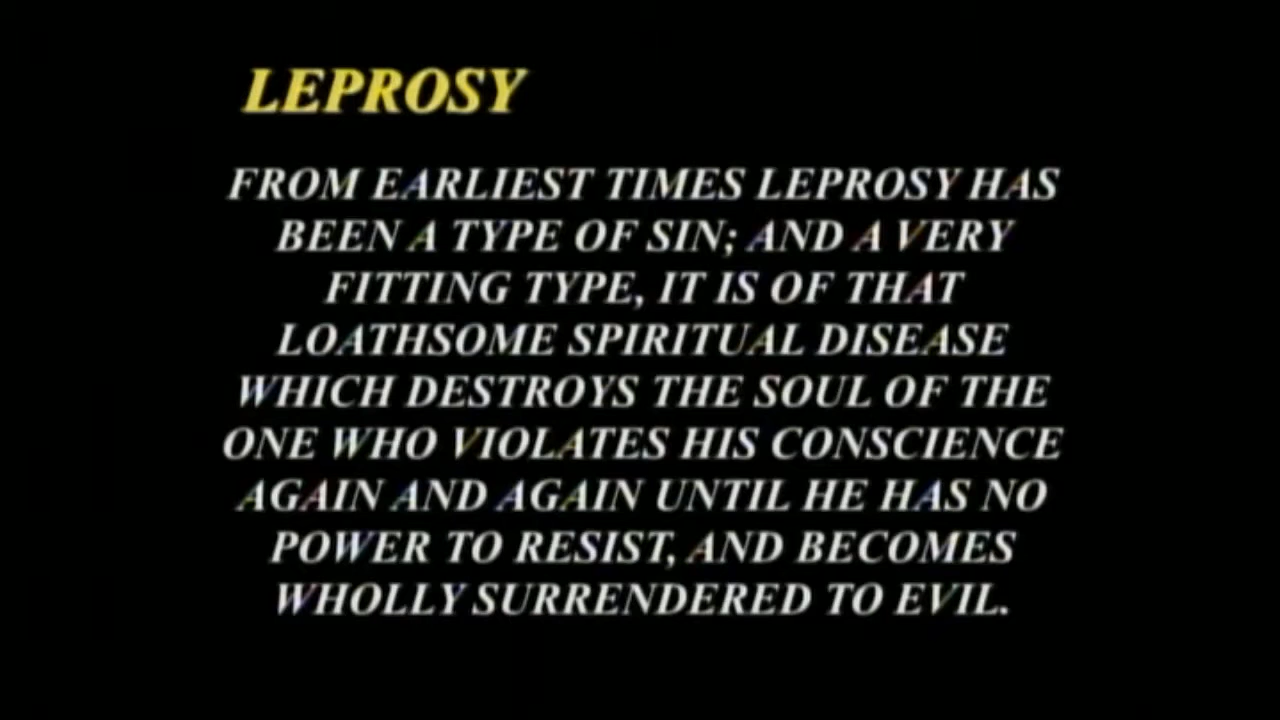 LEPROSY
FROM EARLIEST TIMES LEPROSY HAS
BEEN A TYPE OF SIN; AND A VERY
FITTING TYPE, IT IS OF THAT
LOATHSOME SPIRITUAL DISEASE
WHICH DESTROYS THE SOUL OF THE
ONE WHO VIOLATES HIS CONSCIENCE
AGAIN AND AGAIN UNTIL HE HAS NO
POWER TO RESIST, AND BECOMES
WHOLLY SURRENDERED TO EVIL.